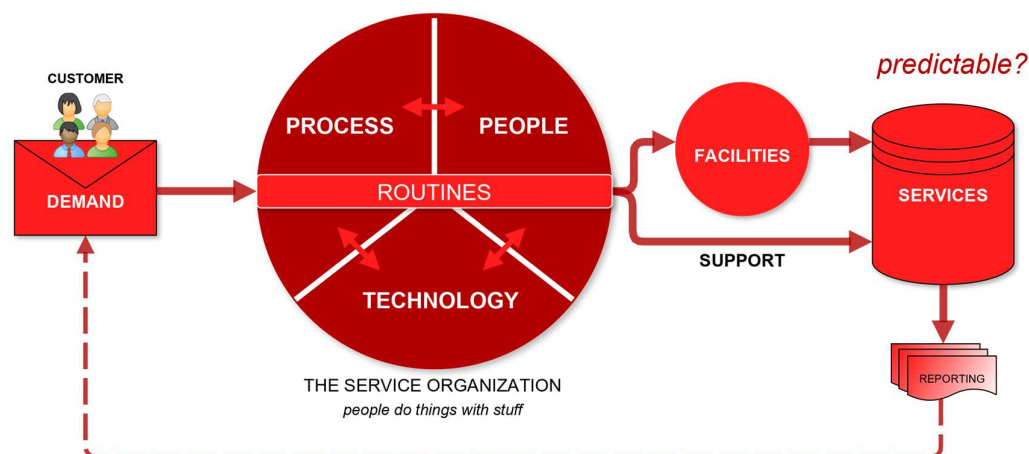 CUSTOMER
DEMAND
PROCESS
PEOPLE
ROUTINES
TECHNOLOGY
THE SERVICE ORGANIZATION
people do things with stuff
FACILITIES
SUPPORT
predictable?
SERVICES
REPORTING